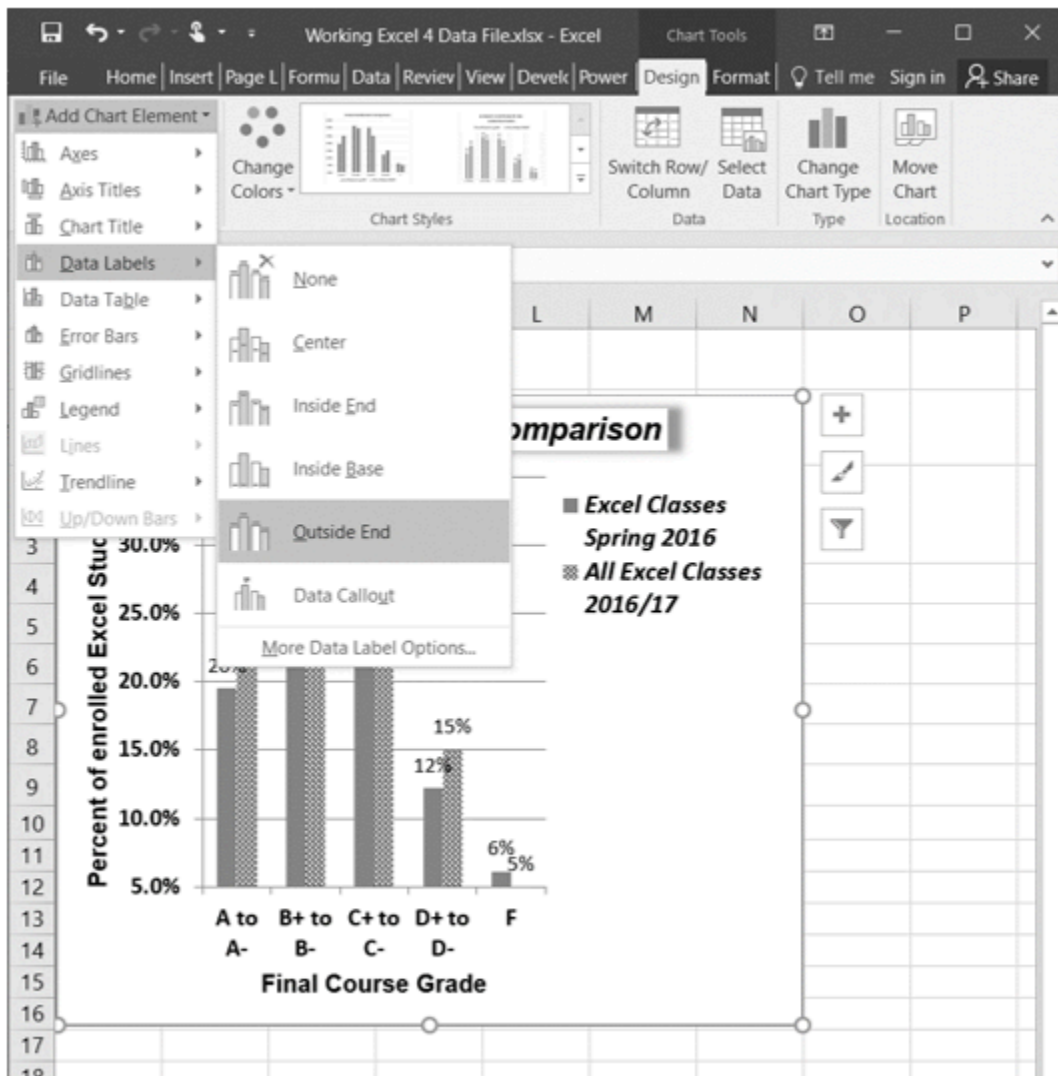 Working Excel 4 Data File.xlsx - Excel
Chart Tools
File Home Insert Page L Formu Data Reviev View Develc Power Design Format Tell me Sign in Share
Add Chart Element
Axes
Axis Titles
Chart Title
Data Labels
Data Table
Error Bars
Gridlines
Legend
Lines
Trendline
Up/Down Bars
Change
Colors
Chart Styles
Switch Row/
Column
Select
Data
Data
Change
Chart Type
Type
Move
Chart
Location
None
Center
Inside End
Inside Base
Outside End
Data Callout
More Data Label Options...
L M N O P
3
4
5
6
7
8
9
10
11
12
13
14
15
16
17
18
omparison
Excel Classes
Spring 2016
All Excel Classes
2016/17
Percent of enrolled Excel Stuc
30.0%
25.0%
20.0%
15.0%
10.0%
5.0%
20%
15%
12%
6%
5%
A to
A-
B+ to
B-
C+ to
C-
D+ to
D-
F
Final Course Grade